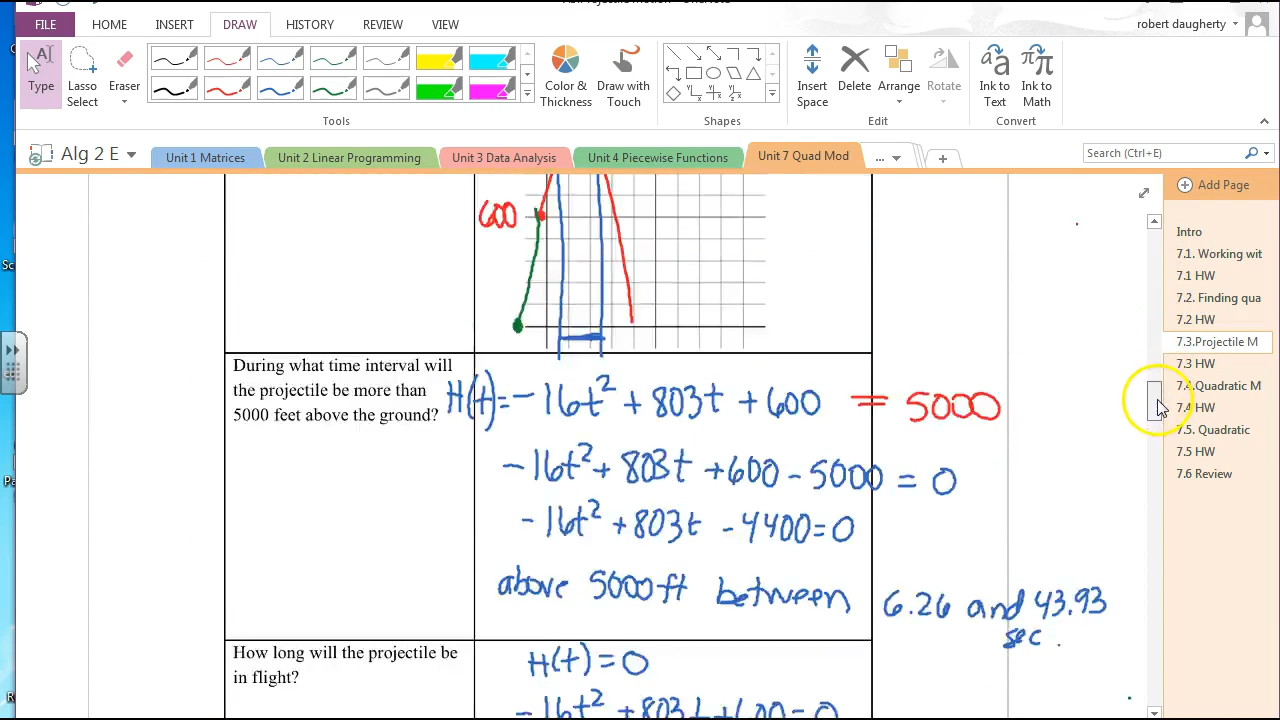 robert daugherty
FILE HOME INSERT DRAW HISTORY REVIEW VIEW
Type
Lasso Select
Eraser
Color & Thickness
Draw with Touch
Insert Space
Delete
Arrange
Rotate
Ink to Text
Ink to Math
Tools
Shapes
Edit
Convert
Alg 2 E
Unit 1 Matrices
Unit 2 Linear Programming
Unit 3 Data Analysis
Unit 4 Piecewise Functions
Unit 7 Quad Mod
...
Search (Ctrl+E)
Add Page
Intro
7.1. Working wit
7.1 HW
7.2. Finding qua
7.2 HW
7.3.Projectile M
7.3 HW
7.4.Quadratic M
7.4 HW
7.5. Quadratic
7.5 HW
7.6 Review
600
During what time interval will
the projectile be more than
5000 feet above the ground?
H(t)= -16t² + 803t + 600 = 5000
-16t² + 803t + 600 - 5000 = 0
-16t² + 803t - 4400 = 0
above 5000 ft between 6.26 and 43.93
sec.
How long will the projectile be
in flight?
H(t) = 0
-16t² + 803t + 600 = 0